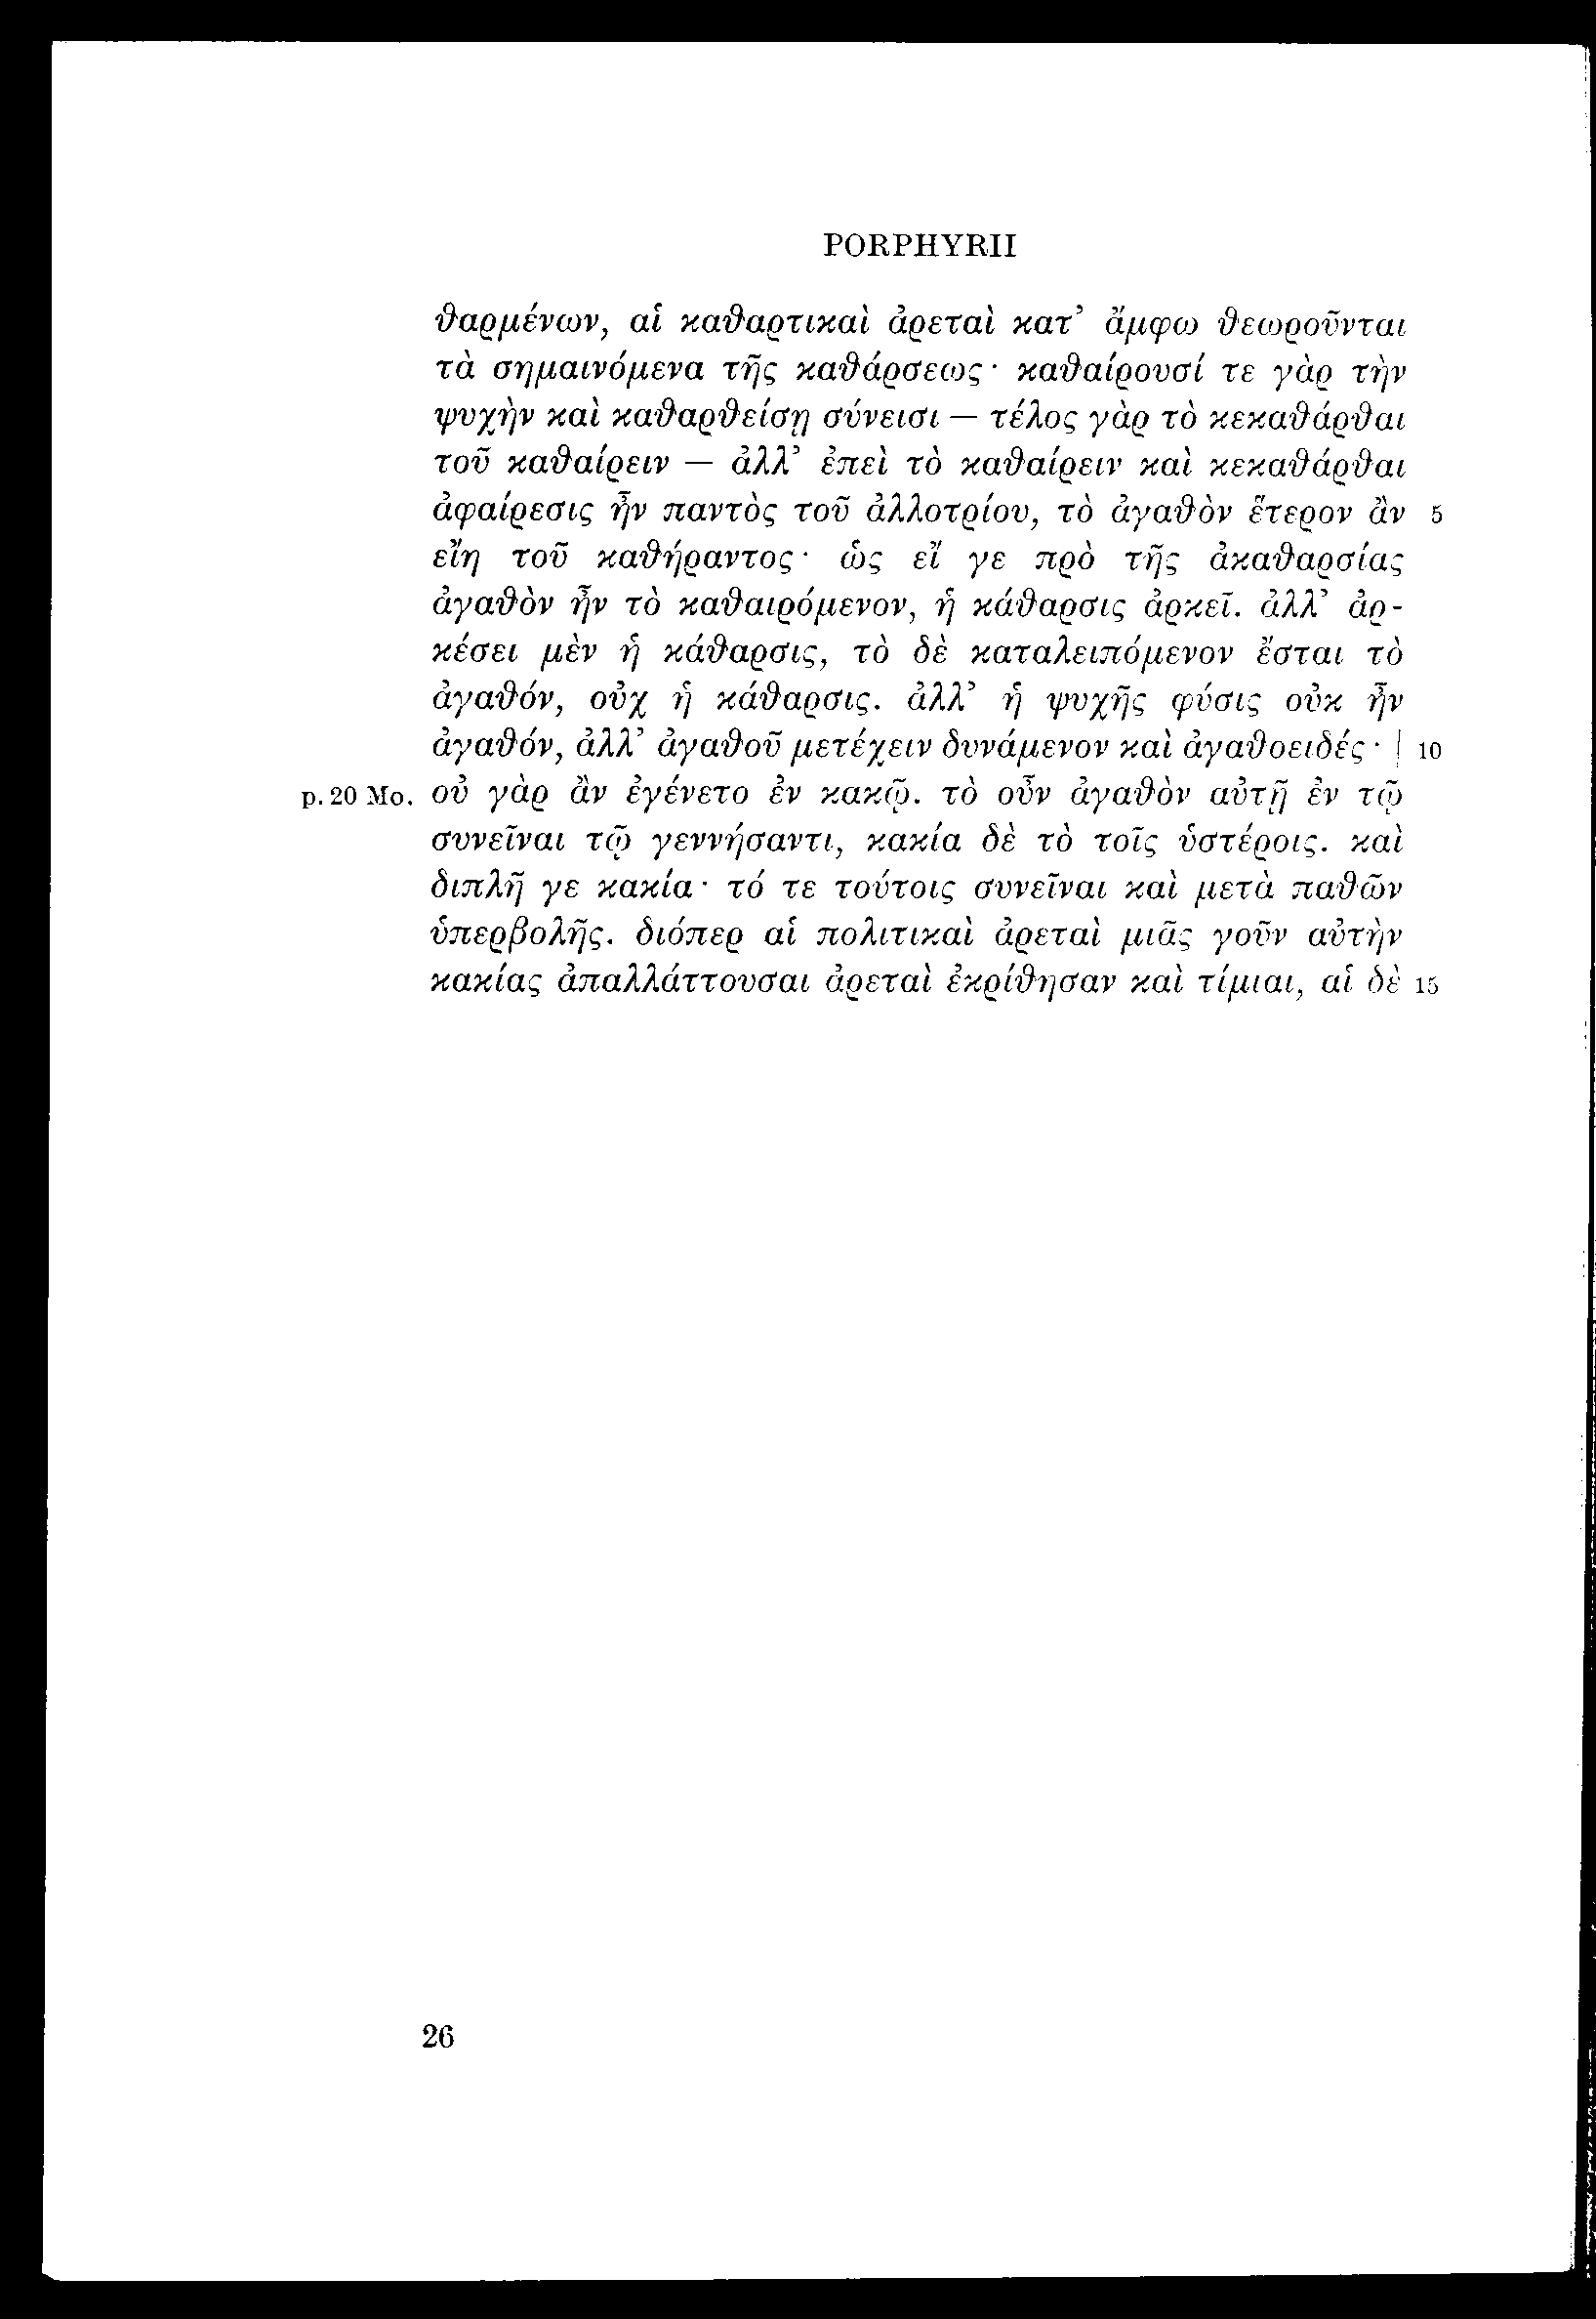 PORPHYRII
ϑαρμένων, αἱ καϑαρτικαὶ ἀρεταὶ κατ’ ἄμφω ϑεωροῦνται
τὰ σημαινόμενα τῆς καϑάρσεως· καϑαίρουσί τε γὰρ τὴν
ψυχὴν καὶ καϑαρϑείσῃ σύνεισι — τέλος γὰρ τὸ κεκαϑάρϑαι
τοῦ καϑαίρειν — ἀλλ’ ἐπεὶ τὸ καϑαίρειν καὶ κεκαϑάρϑαι
ἀφαίρεσις ἦν παντὸς τοῦ ἀλλοτρίου, τὸ ἀγαϑὸν ἕτερον ἂν 5
εἴη τοῦ καϑήραντος· ὡς εἴ γε πρὸ τῆς ἀκαϑαρσίας
ἀγαϑὸν ἦν τὸ καϑαιρόμενον, ἡ κάϑαρσις ἀρκεῖ. ἀλλ’ ἀρ-
κέσει μὲν ἡ κάϑαρσις, τὸ δὲ καταλειπόμενον ἔσται τὸ
ἀγαϑόν, οὐχ ἡ κάϑαρσις. ἀλλ’ ἡ ψυχῆς φύσις οὐκ ἦν
ἀγαϑόν, ἀλλ’ ἀγαϑοῦ μετέχειν δυνάμενον καὶ ἀγαϑοειδές· | 10
p. 20 Mo. οὐ γὰρ ἂν ἐγένετο ἐν κακῷ. τὸ οὖν ἀγαϑὸν αὐτῇ ἐν τῷ
συνεῖναι τῷ γεννήσαντι, κακία δὲ τὸ τοῖς ὑστέροις. καὶ
διπλῆ γε κακία· τό τε τούτοις συνεῖναι καὶ μετὰ παϑῶν
ὑπερβολῆς. διόπερ αἱ πολιτικαὶ ἀρεταὶ μιᾶς γοῦν αὐτὴν
κακίας ἀπαλλάττουσαι ἀρεταὶ ἐκρίϑησαν καὶ τίμιαι, αἱ δὲ 15
26